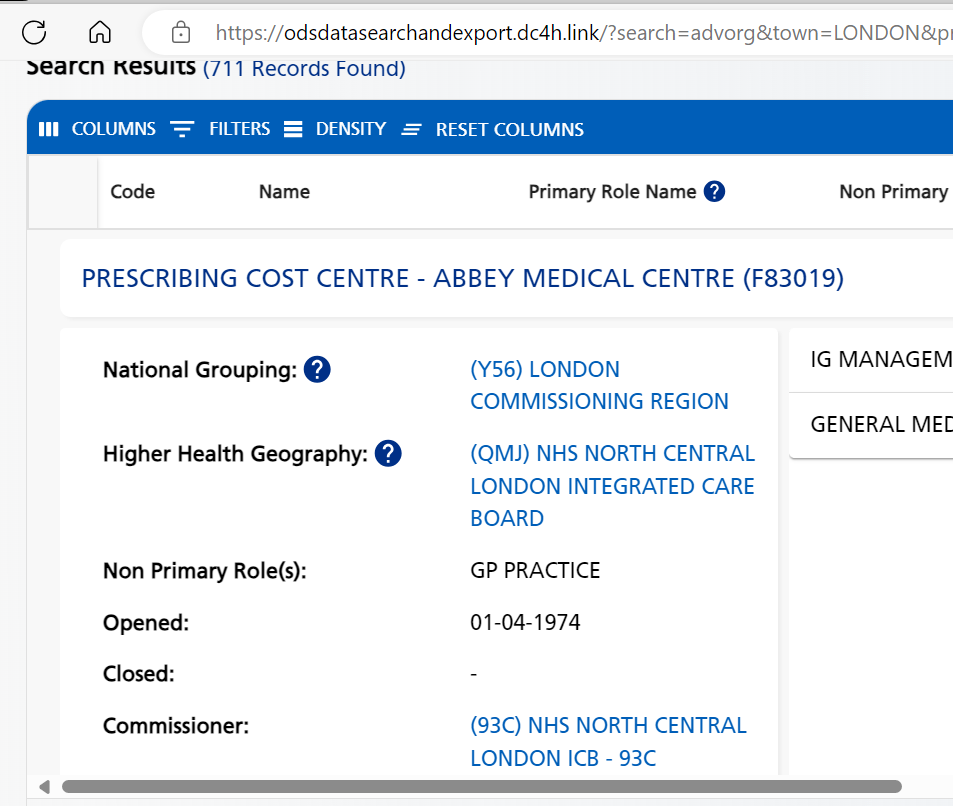 https://odsdatasearchandexport.dc4h.link/?search=advorg&town=LONDON&pr
Search Results (711 Records Found)
COLUMNS FILTERS DENSITY RESET COLUMNS
Code Name Primary Role Name ? Non Primary
PRESCRIBING COST CENTRE - ABBEY MEDICAL CENTRE (F83019)
National Grouping: ? (Y56) LONDON
COMMISSIONING REGION
Higher Health Geography: ? (QMJ) NHS NORTH CENTRAL
LONDON INTEGRATED CARE
BOARD
Non Primary Role(s): GP PRACTICE
Opened: 01-04-1974
Closed: -
Commissioner: (93C) NHS NORTH CENTRAL
LONDON ICB - 93C
IG MANAGEM
GENERAL MED